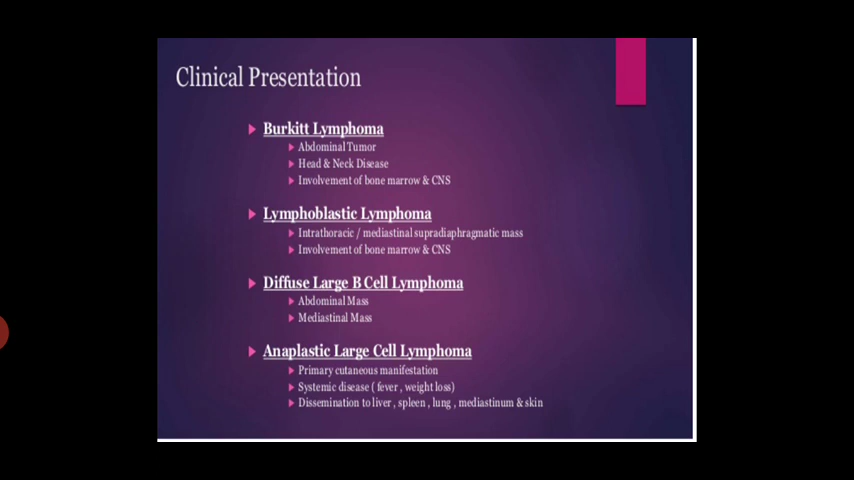 Clinical Presentation
Burkitt Lymphoma
Abdominal Tumor
Head & Neck Disease
Involvement of bone marrow & CNS
Lymphoblastic Lymphoma
Intrathoracic / mediastinal supradiaphragmatic mass
Involvement of bone marrow & CNS
Diffuse Large B Cell Lymphoma
Abdominal Mass
Mediastinal Mass
Anaplastic Large Cell Lymphoma
Primary cutaneous manifestation
Systemic disease ( fever , weight loss)
Dissemination to liver , spleen , lung , mediastinum & skin